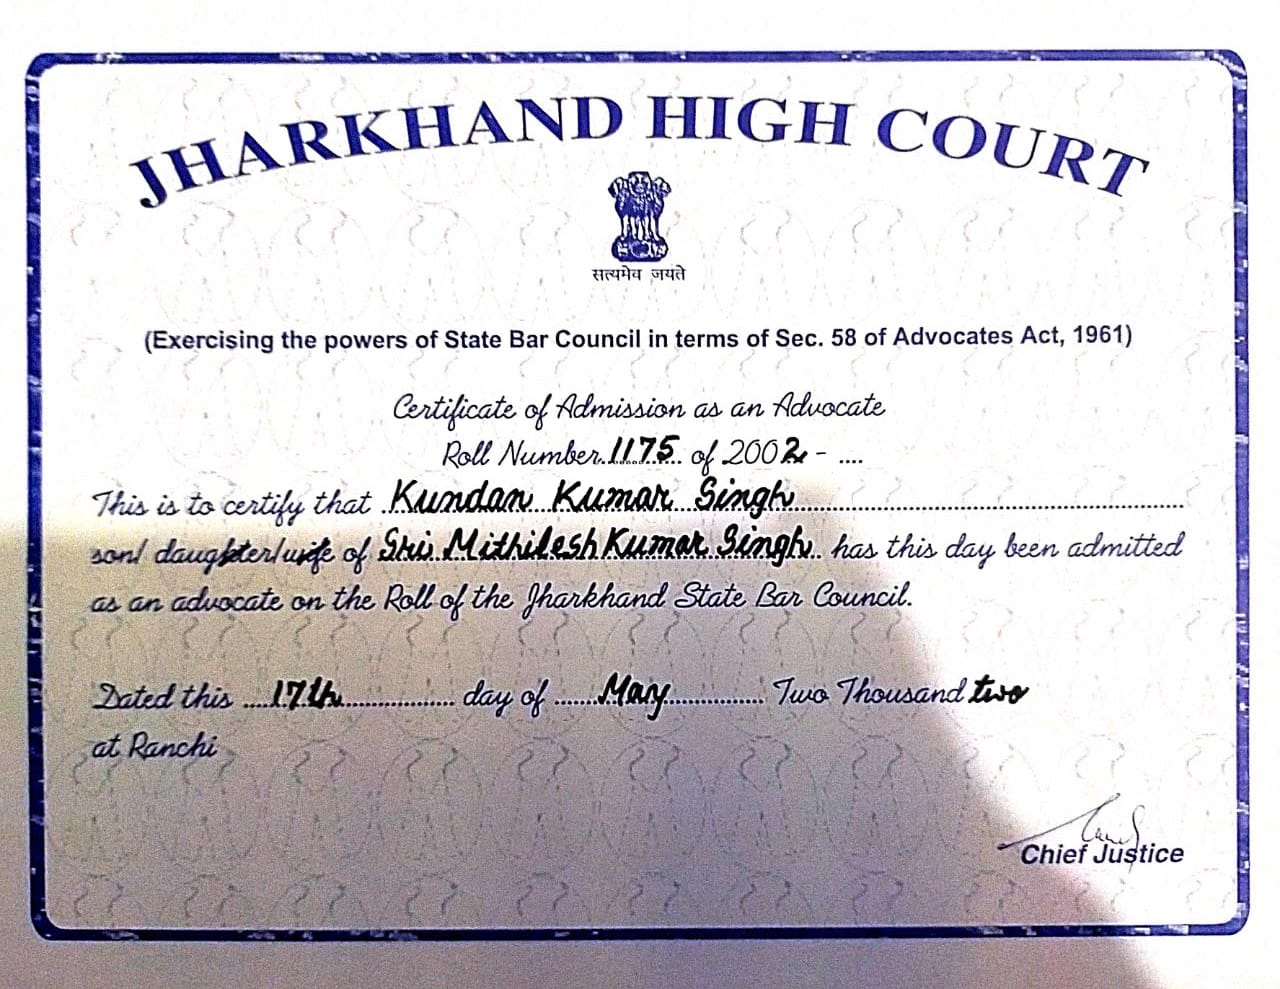 JHARKHAND HIGH COURT
सत्यमेव जयते
(Exercising the powers of State Bar Council in terms of Sec. 58 of Advocates Act, 1961)
Certificate of Admission as an Advocate
Roll Number 1175 of 2002 - ....
This is to certify that Kundan Kumar Singh
son/ daughter/wife of Shri Mithilesh Kumar Singh has this day been admitted
as an advocate on the Roll of the Jharkhand State Bar Council.
Dated this 17th day of May Two Thousand two
at Ranchi
Chief Justice